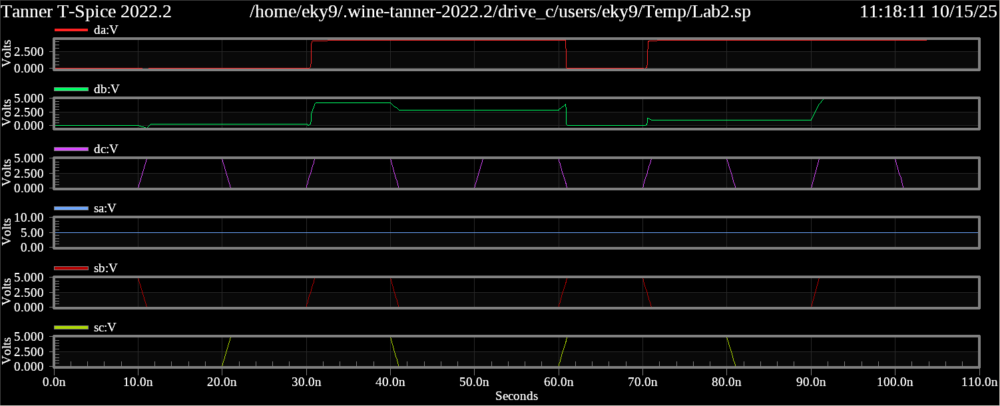 Tanner T-Spice 2022.2 /home/eky9/.wine-tanner-2022.2/drive_c/users/eky9/Temp/Lab2.sp 11:18:11 10/15/25
da:V
Volts
2.500
0.000
db:V
Volts
5.000
2.500
0.000
dc:V
Volts
5.000
2.500
0.000
sa:V
Volts
10.00
5.00
0.00
sb:V
Volts
5.000
2.500
0.000
sc:V
Volts
5.000
2.500
0.000
0.0n 10.0n 20.0n 30.0n 40.0n 50.0n 60.0n 70.0n 80.0n 90.0n 100.0n 110.0n
Seconds